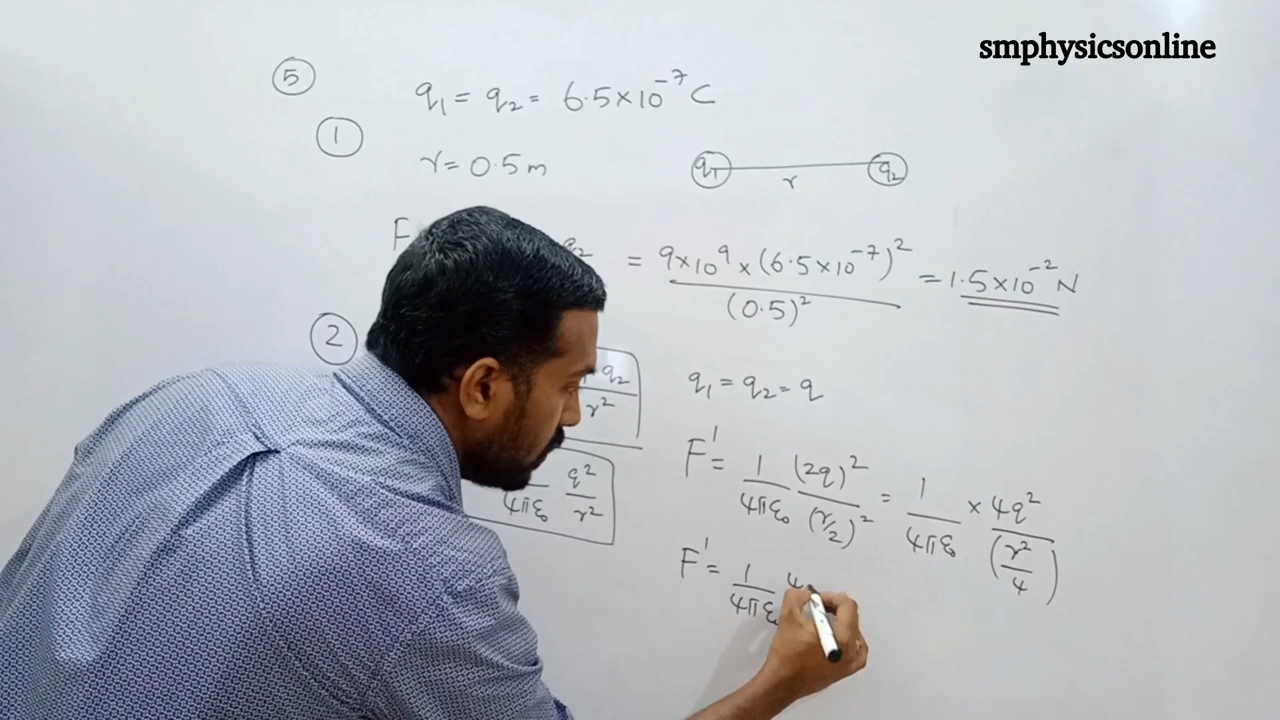 smphysicsonline
5
q₁ = q₂ = 6.5×10⁻⁷ C
1
r = 0.5 m
q₁ r q₂
F q₂ = 9×10⁹ × (6.5×10⁻⁷)² / (0.5)² = 1.5×10⁻² N
2
q₂ / r²
q₁ = q₂ = q
F' = 1/4πε₀ (2q)²/(r/2)² = 1/4πε₀ × 4q²/(r²/4)
4πε₀ q²/r²
F' = 1/4πε₀ 4